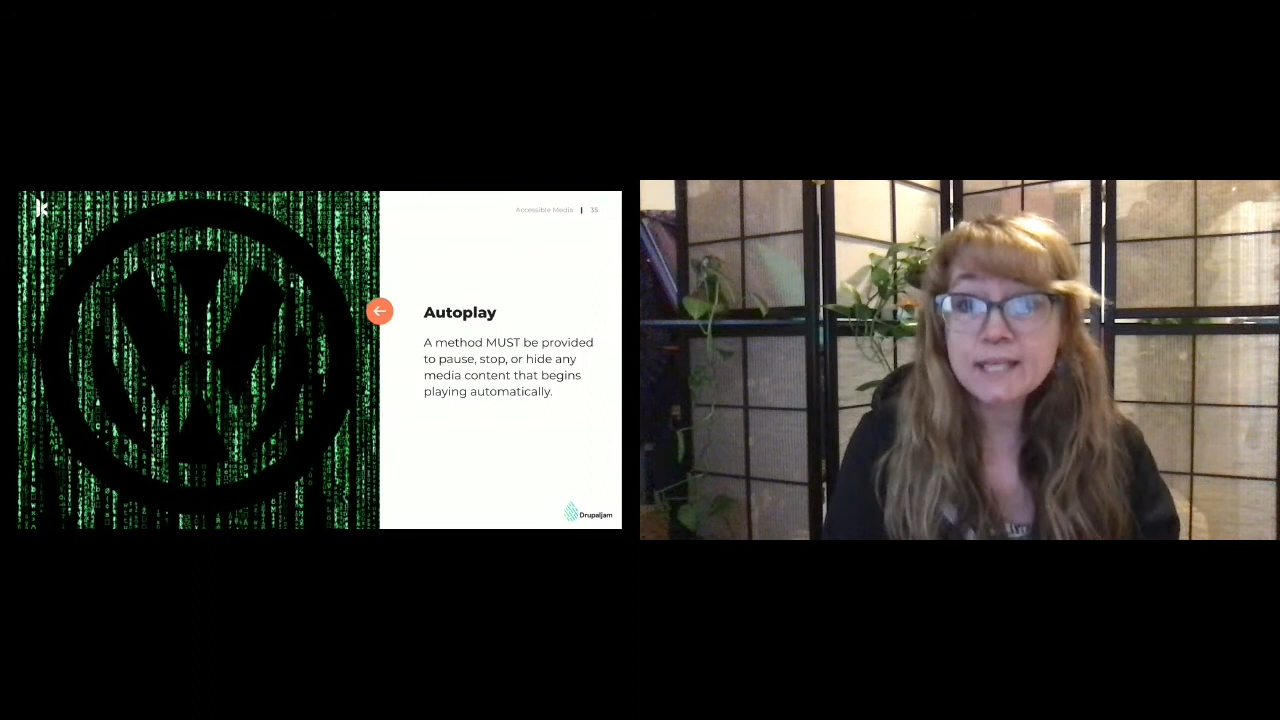 Accessible Media | 35
Autoplay
A method MUST be provided
to pause, stop, or hide any
media content that begins
playing automatically.
Drupaljam